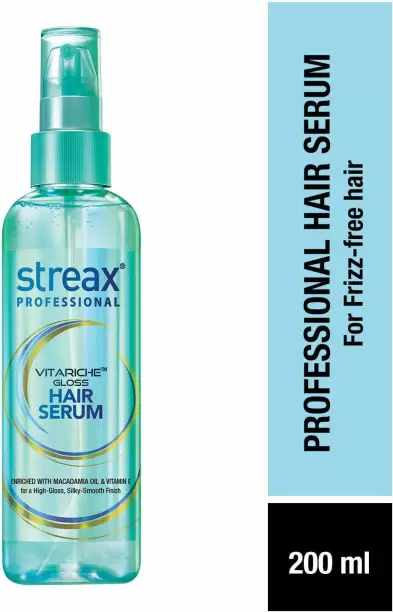 streax®
PROFESSIONAL
VITARICHE™
GLOSS
HAIR
SERUM
ENRICHED WITH MACADAMIA OIL & VITAMIN E
for a High-Gloss, Silky-Smooth Finish
PROFESSIONAL HAIR SERUM
For Frizz-free hair
200 ml